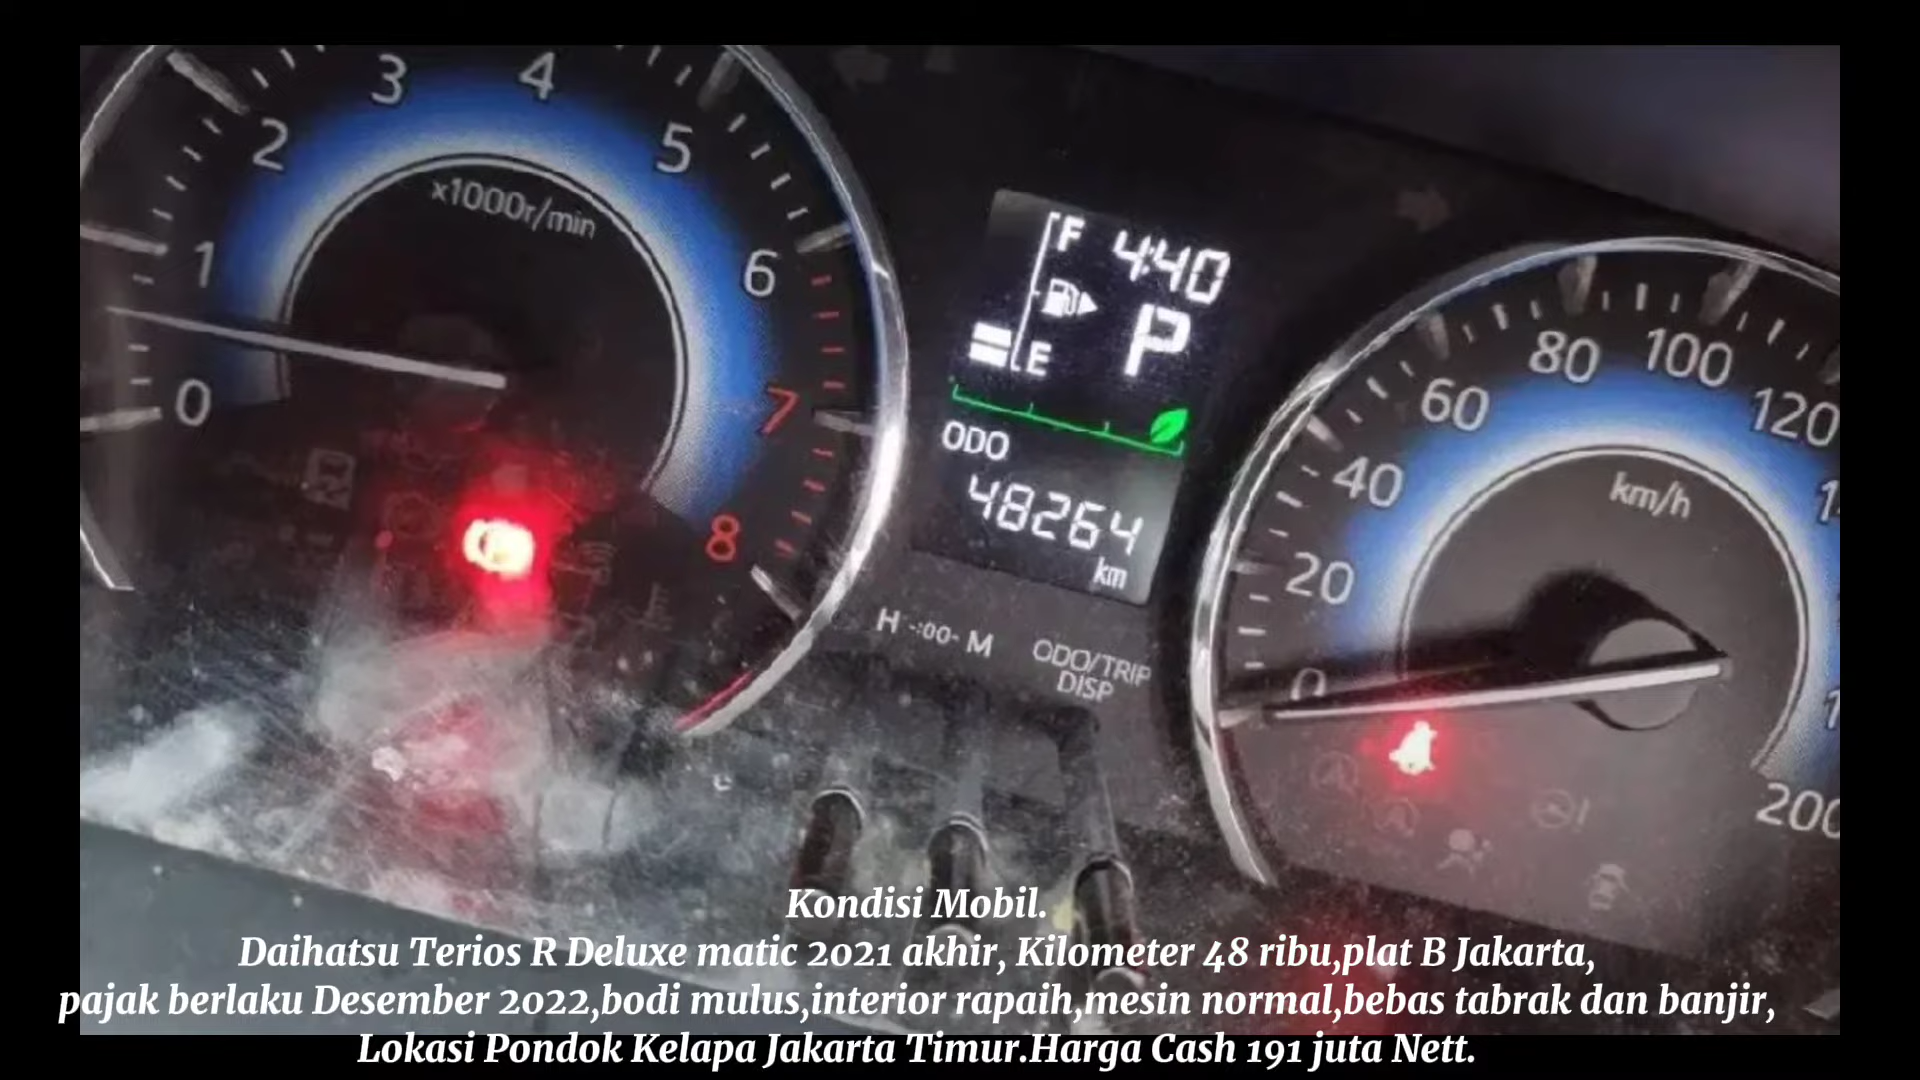 3 4
2 5
x1000r/min
1 6
0 7
8
F 4:40
P
E
ODO
48264
km
H -:00- M
ODO/TRIP
DISP
80 100
60 120
40
km/h
20
0
200
Kondisi Mobil.
Daihatsu Terios R Deluxe matic 2021 akhir, Kilometer 48 ribu,plat B Jakarta,
pajak berlaku Desember 2022,bodi mulus,interior rapaih,mesin normal,bebas tabrak dan banjir,
Lokasi Pondok Kelapa Jakarta Timur.Harga Cash 191 juta Nett.